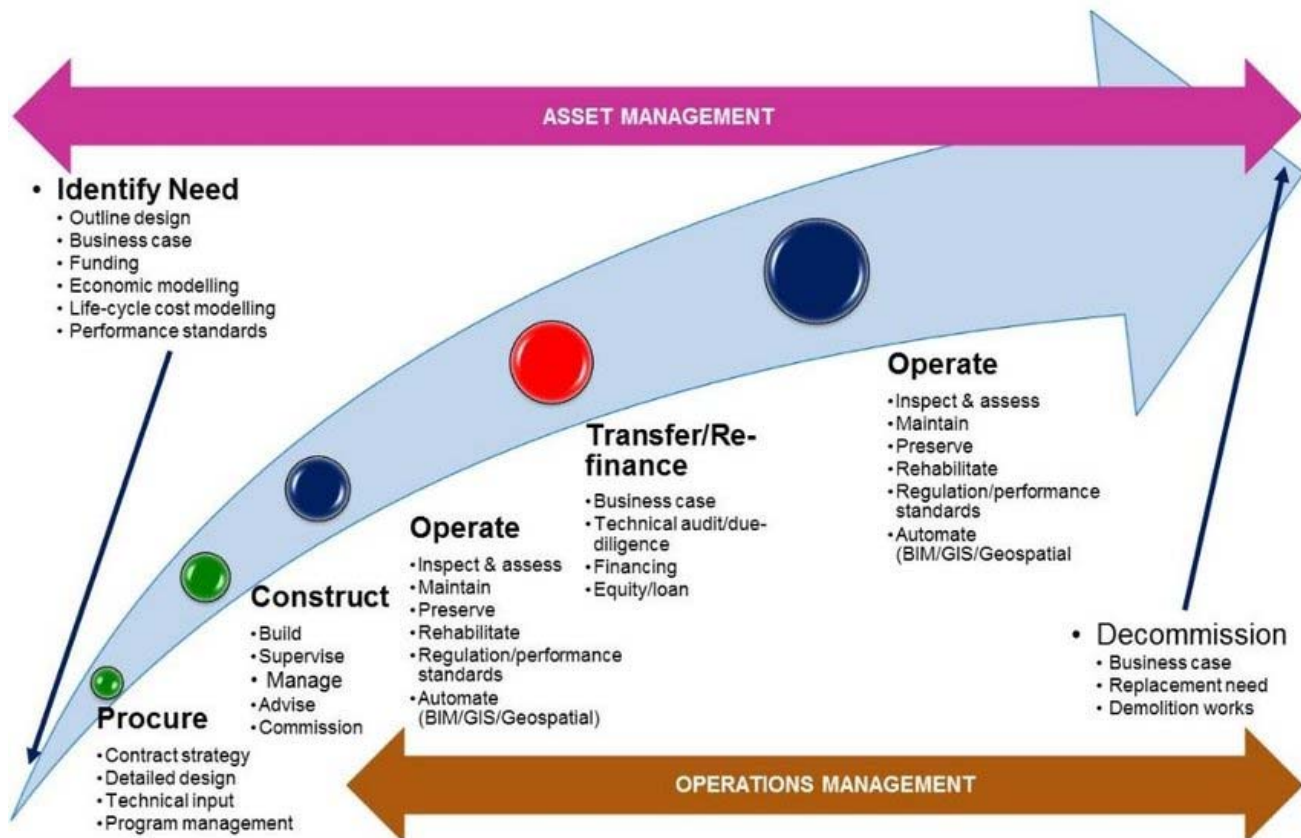 ASSET MANAGEMENT
• Identify Need
• Outline design
• Business case
• Funding
• Economic modelling
• Life-cycle cost modelling
• Performance standards
Procure
• Contract strategy
• Detailed design
• Technical input
• Program management
Construct
• Build
• Supervise
• Manage
• Advise
• Commission
Operate
• Inspect & assess
• Maintain
• Preserve
• Rehabilitate
• Regulation/performance
standards
• Automate
(BIM/GIS/Geospatial)
Transfer/Re-
finance
• Business case
• Technical audit/due-
diligence
• Financing
• Equity/loan
Operate
• Inspect & assess
• Maintain
• Preserve
• Rehabilitate
• Regulation/performance
standards
• Automate
(BIM/GIS/Geospatial
• Decommission
• Business case
• Replacement need
• Demolition works
OPERATIONS MANAGEMENT